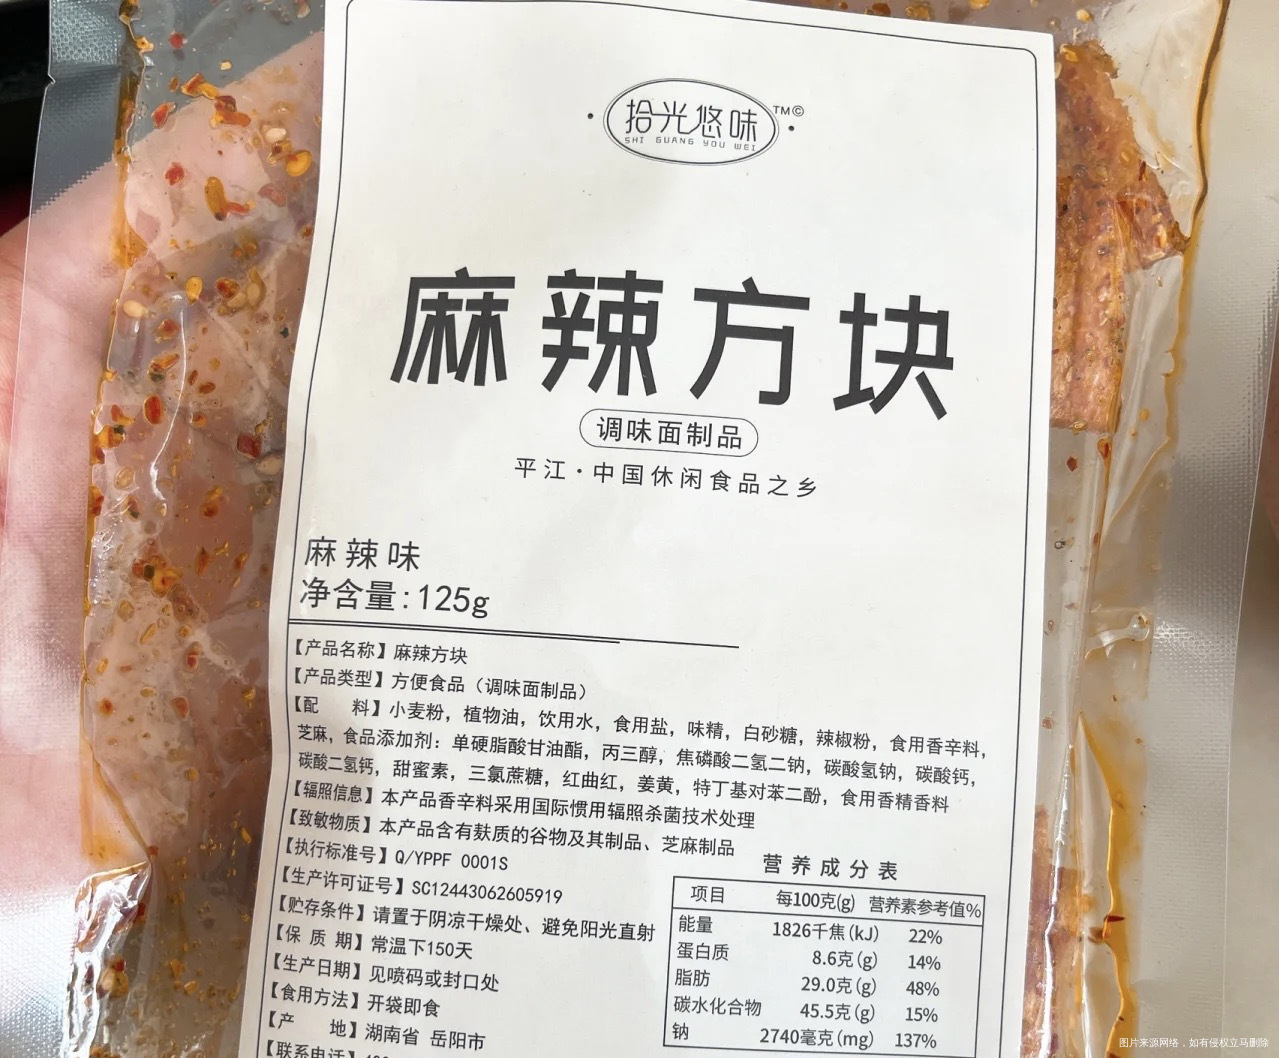 拾光悠味 TM©
SHI GUANG YOU WEI
麻辣方块
调味面制品
平江·中国休闲食品之乡
麻辣味
净含量:125g
【产品名称】麻辣方块
【产品类型】方便食品（调味面制品）
【配 料】小麦粉，植物油，饮用水，食用盐，味精，白砂糖，辣椒粉，食用香辛料，
芝麻，食品添加剂：单硬脂酸甘油酯，丙三醇，焦磷酸二氢二钠，碳酸氢钠，碳酸钙，
碳酸二氢钙，甜蜜素，三氯蔗糖，红曲红，姜黄，特丁基对苯二酚，食用香精香料
【辐照信息】本产品香辛料采用国际惯用辐照杀菌技术处理
【致敏物质】本产品含有麸质的谷物及其制品、芝麻制品
【执行标准号】Q/YPPF 0001S
【生产许可证号】SC12443062605919
【贮存条件】请置于阴凉干燥处、避免阳光直射
【保 质 期】常温下150天
【生产日期】见喷码或封口处
【食用方法】开袋即食
【产 地】湖南省 岳阳市
【联系电话】
营养成分表
项目 每100克(g) 营养素参考值%
能量 1826千焦(kJ) 22%
蛋白质 8.6克(g) 14%
脂肪 29.0克(g) 48%
碳水化合物 45.5克(g) 15%
钠 2740毫克(mg) 137%
图片来源网络，如有侵权立马删除